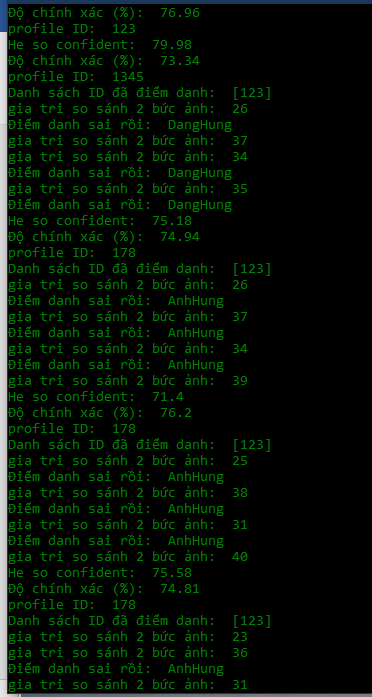 Độ chính xác (%):  76.96
profile ID:  123
He so confident:  79.98
Độ chính xác (%):  73.34
profile ID:  1345
Danh sách ID đã điểm danh:  [123]
gia tri so sánh 2 bức ảnh:  26
Điểm danh sai rồi:  DangHung
gia tri so sánh 2 bức ảnh:  37
gia tri so sánh 2 bức ảnh:  34
Điểm danh sai rồi:  DangHung
gia tri so sánh 2 bức ảnh:  35
Điểm danh sai rồi:  DangHung
He so confident:  75.18
Độ chính xác (%):  74.94
profile ID:  178
Danh sách ID đã điểm danh:  [123]
gia tri so sánh 2 bức ảnh:  26
Điểm danh sai rồi:  AnhHung
gia tri so sánh 2 bức ảnh:  37
Điểm danh sai rồi:  AnhHung
gia tri so sánh 2 bức ảnh:  34
Điểm danh sai rồi:  AnhHung
gia tri so sánh 2 bức ảnh:  39
He so confident:  71.4
Độ chính xác (%):  76.2
profile ID:  178
Danh sách ID đã điểm danh:  [123]
gia tri so sánh 2 bức ảnh:  25
Điểm danh sai rồi:  AnhHung
gia tri so sánh 2 bức ảnh:  38
Điểm danh sai rồi:  AnhHung
gia tri so sánh 2 bức ảnh:  31
Điểm danh sai rồi:  AnhHung
gia tri so sánh 2 bức ảnh:  40
He so confident:  75.58
Độ chính xác (%):  74.81
profile ID:  178
Danh sách ID đã điểm danh:  [123]
gia tri so sánh 2 bức ảnh:  23
gia tri so sánh 2 bức ảnh:  36
Điểm danh sai rồi:  AnhHung
gia tri so sánh 2 bức ảnh:  31